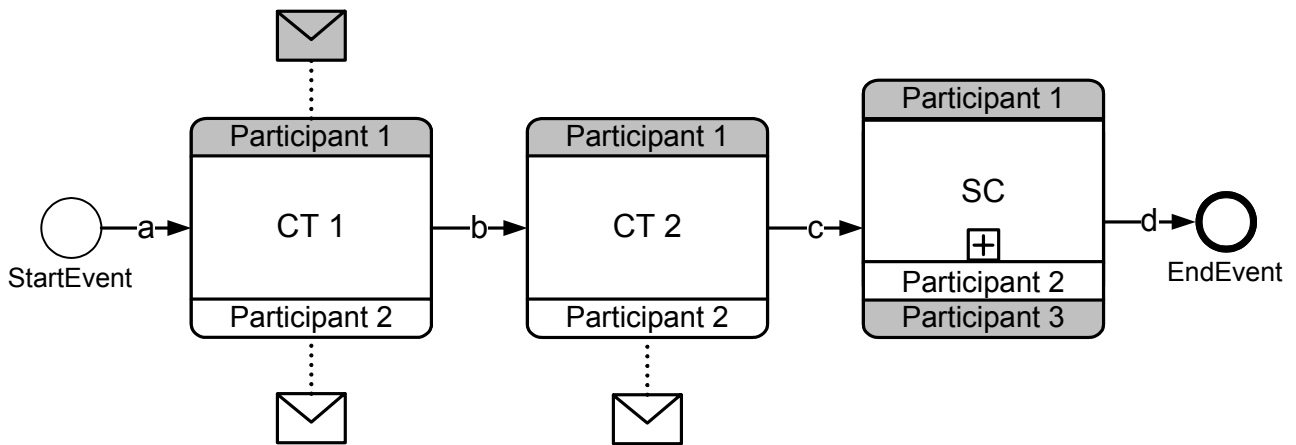 StartEvent
a
Participant 1
CT 1
Participant 2
b
Participant 1
CT 2
Participant 2
c
Participant 1
SC
Participant 2
Participant 3
d
EndEvent